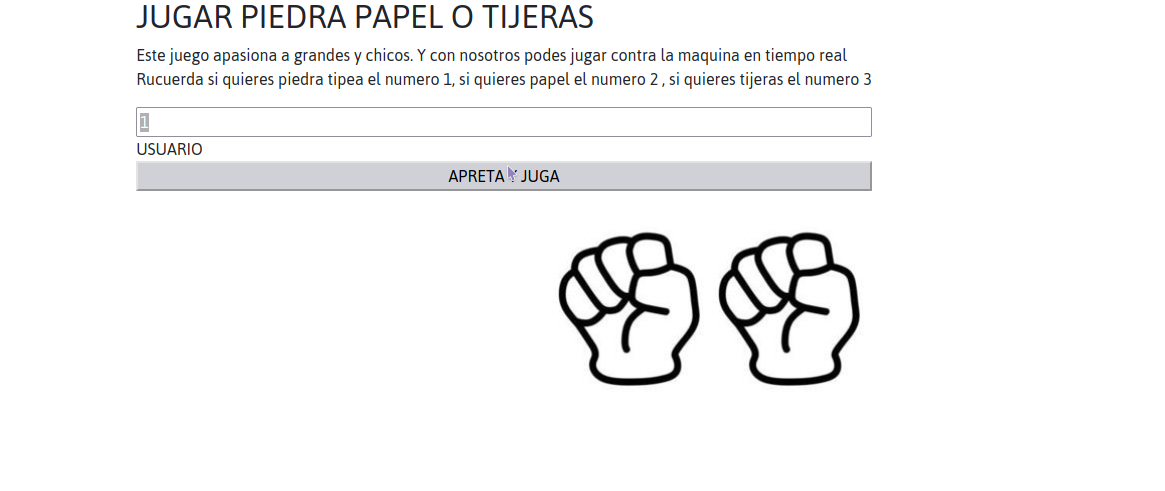 JUGAR PIEDRA PAPEL O TIJERAS
Este juego apasiona a grandes y chicos. Y con nosotros podes jugar contra la maquina en tiempo real
Rucuerda si quieres piedra tipea el numero 1, si quieres papel el numero 2 , si quieres tijeras el numero 3
1
USUARIO
APRETA Y JUGA